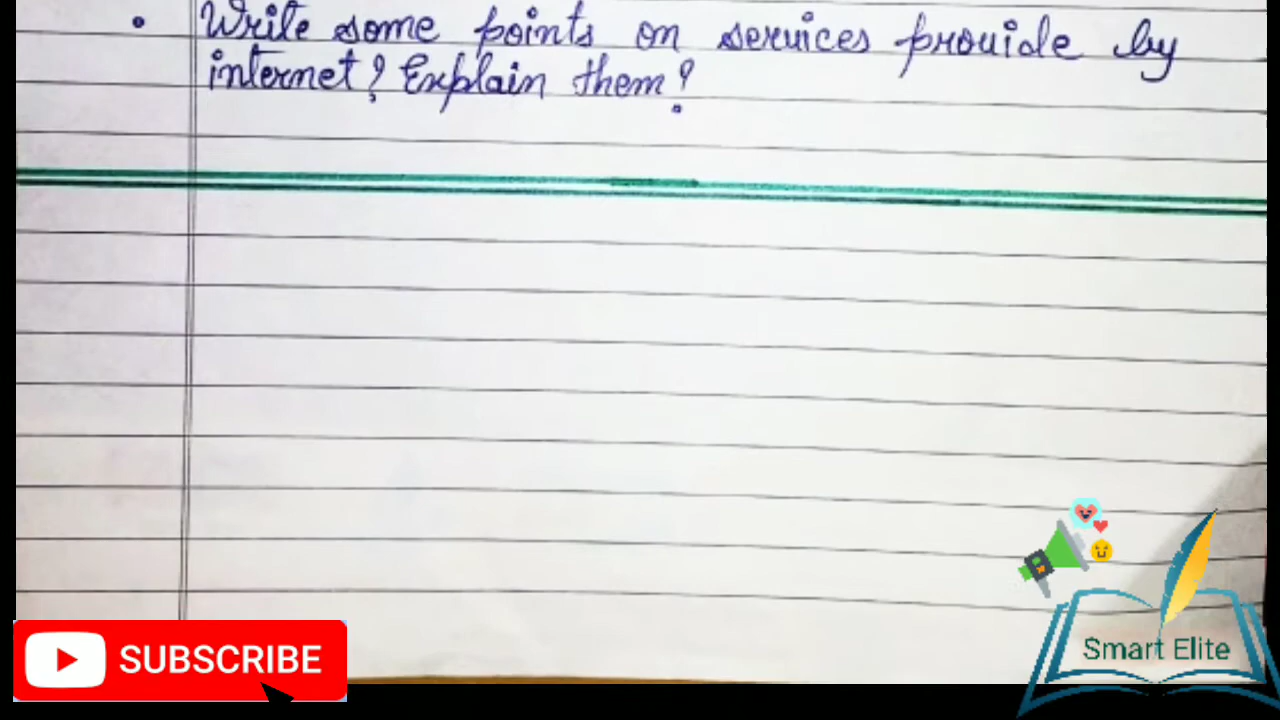 • Write some points on services provide by
internet? Explain them?
SUBSCRIBE
Smart Elite